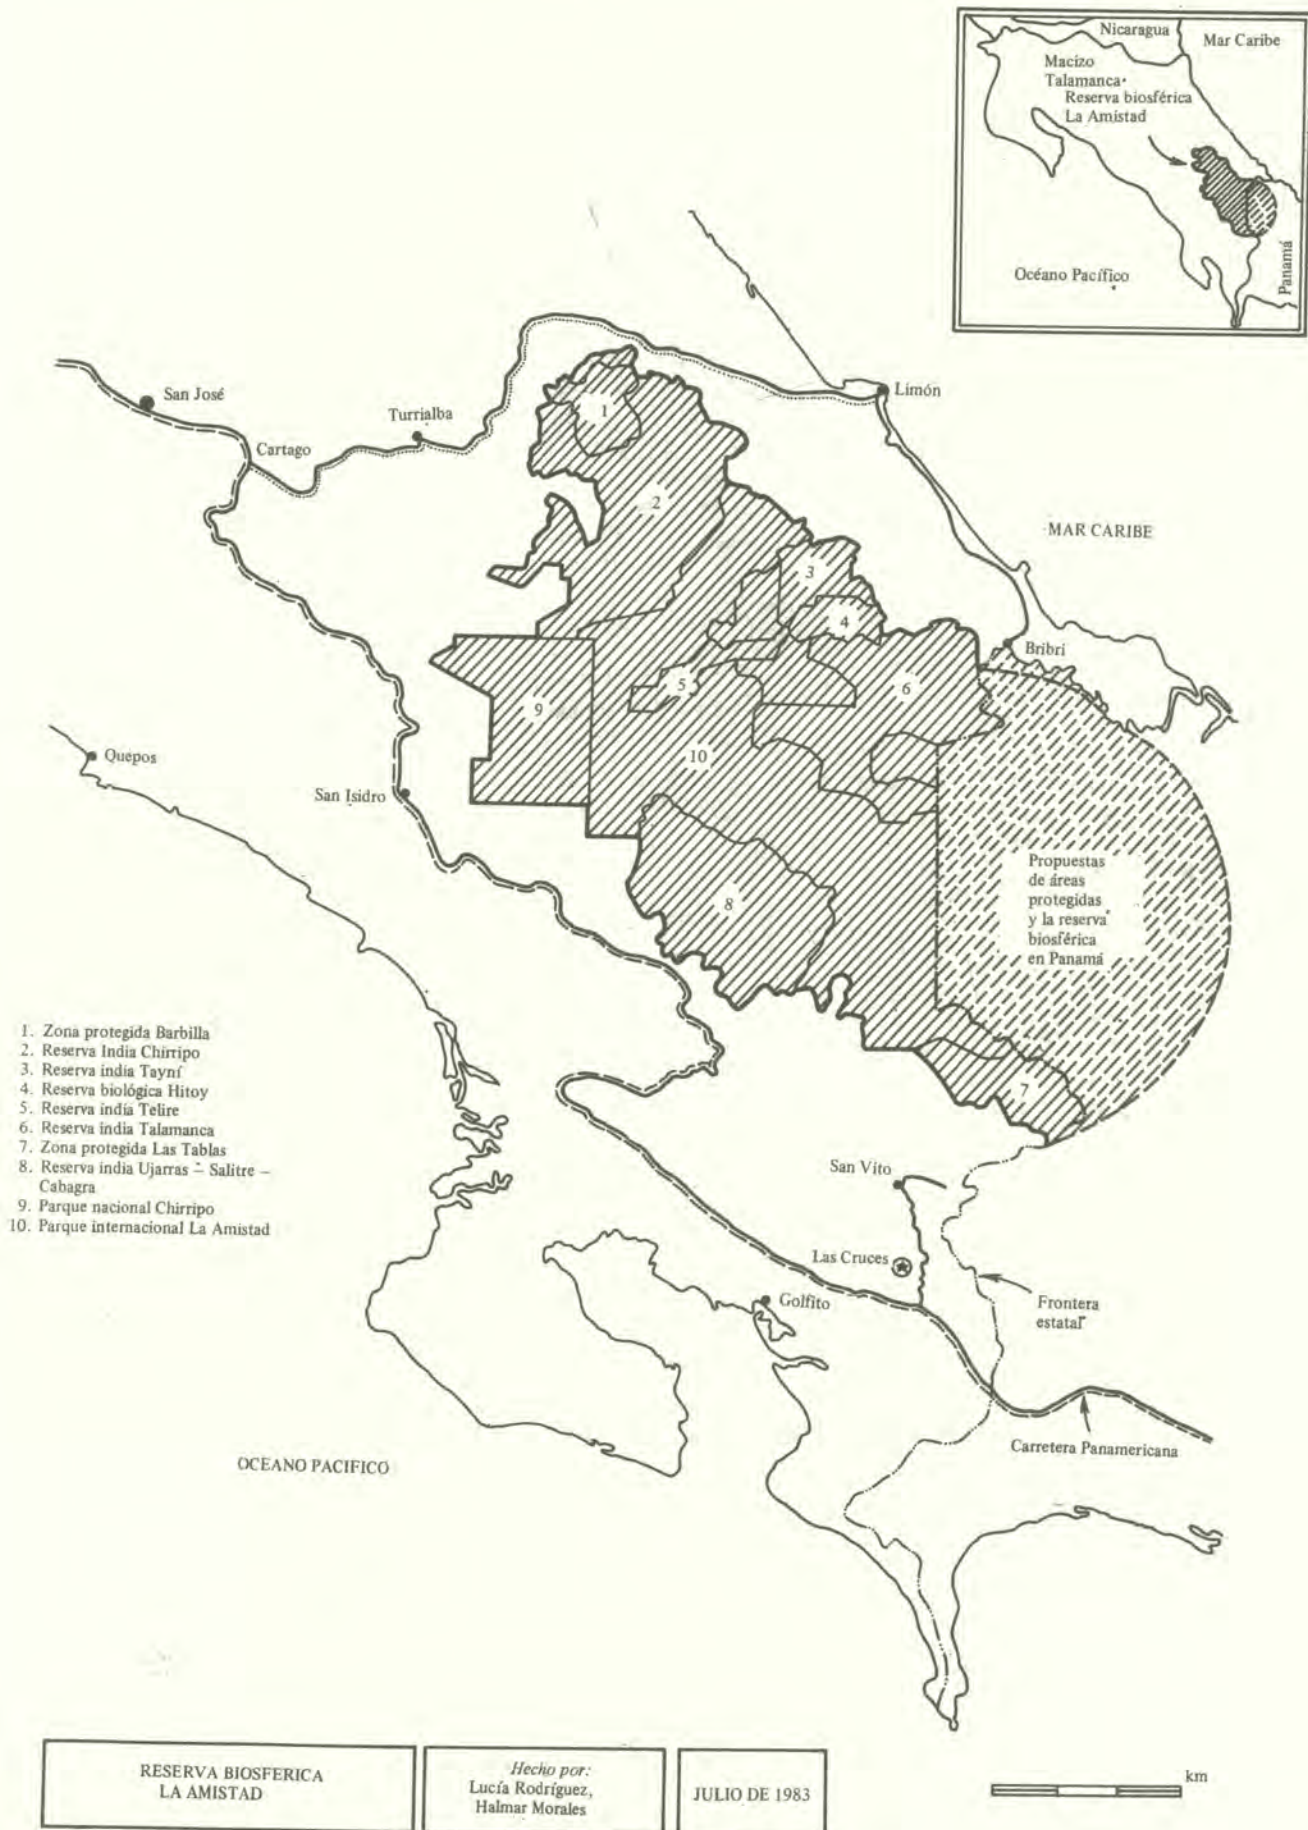 Nicaragua
Mar Caribe
Macizo
Talamanca
Reserva biosférica
La Amistad
Océano Pacífico
Panamá
San José
Turrialba
Cartago
Limón
MAR CARIBE
Bribri
Quepos
San Isidro
1
2
3
4
5
6
9
10
8
7
Propuestas
de áreas
protegidas
y la reserva
biosférica
en Panamá
1. Zona protegida Barbilla
2. Reserva India Chirripo
3. Reserva india Tayní
4. Reserva biológica Hitoy
5. Reserva india Telire
6. Reserva india Talamanca
7. Zona protegida Las Tablas
8. Reserva india Ujarras – Salitre –
Cabagra
9. Parque nacional Chirripo
10. Parque internacional La Amistad
San Vito
Las Cruces
Golfito
Frontera
estatal
Carretera Panamericana
OCEANO PACIFICO
RESERVA BIOSFERICA
LA AMISTAD
Hecho por:
Lucía Rodríguez,
Halmar Morales
JULIO DE 1983
km